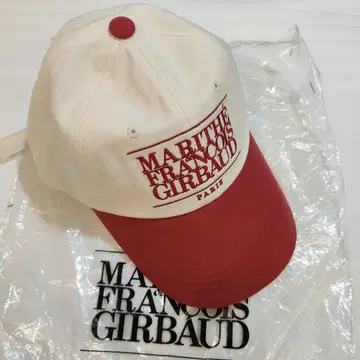 MARITHE
FRANCOIS
GIRBAUD
PARIS
MA
FRANCOIS
GIRBAUD